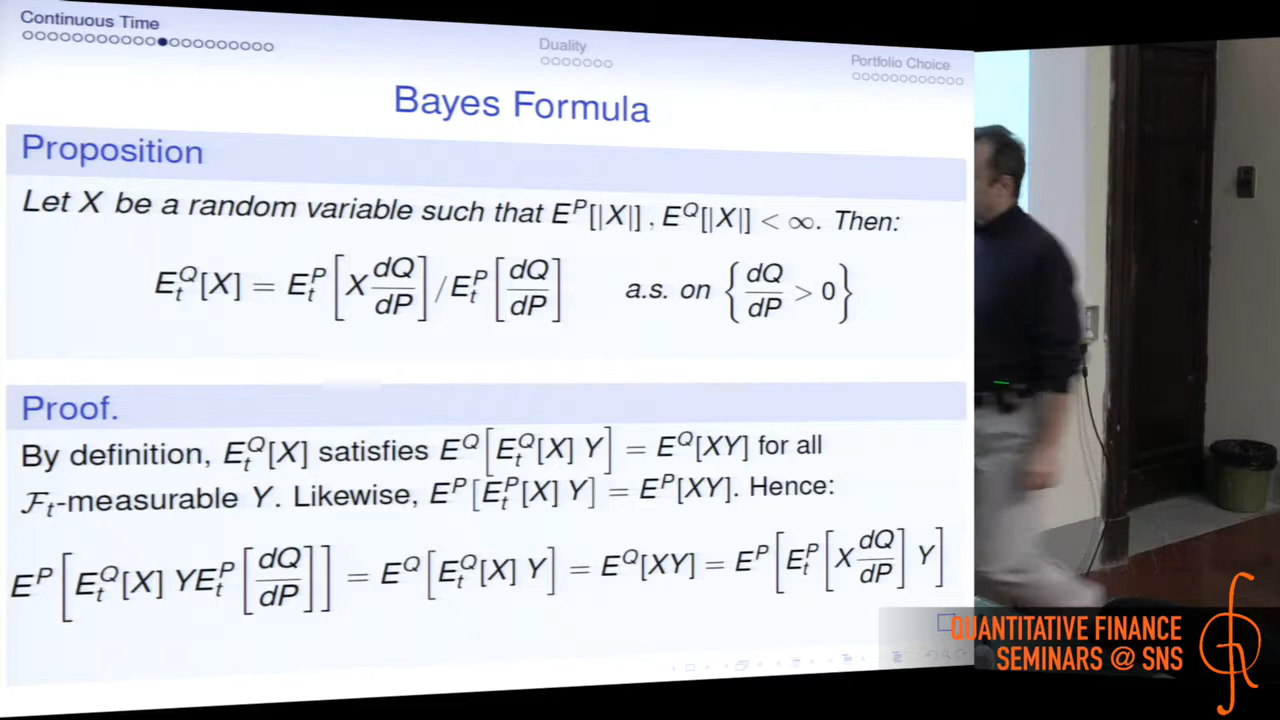 Continuous Time
Duality
Portfolio Choice
Bayes Formula
Proposition
Let X be a random variable such that E^P[|X|], E^Q[|X|] < ∞. Then:
E_t^Q[X] = E_t^P[X dQ/dP] / E_t^P[dQ/dP] a.s. on {dQ/dP > 0}
Proof.
By definition, E_t^Q[X] satisfies E^Q[E_t^Q[X] Y] = E^Q[XY] for all
F_t-measurable Y. Likewise, E^P[E_t^P[X] Y] = E^P[XY]. Hence:
E^P[E_t^Q[X] YE_t^P[dQ/dP]] = E^Q[E_t^Q[X] Y] = E^Q[XY] = E^P[E_t^P[X dQ/dP] Y]
QUANTITATIVE FINANCE
SEMINARS @ SNS